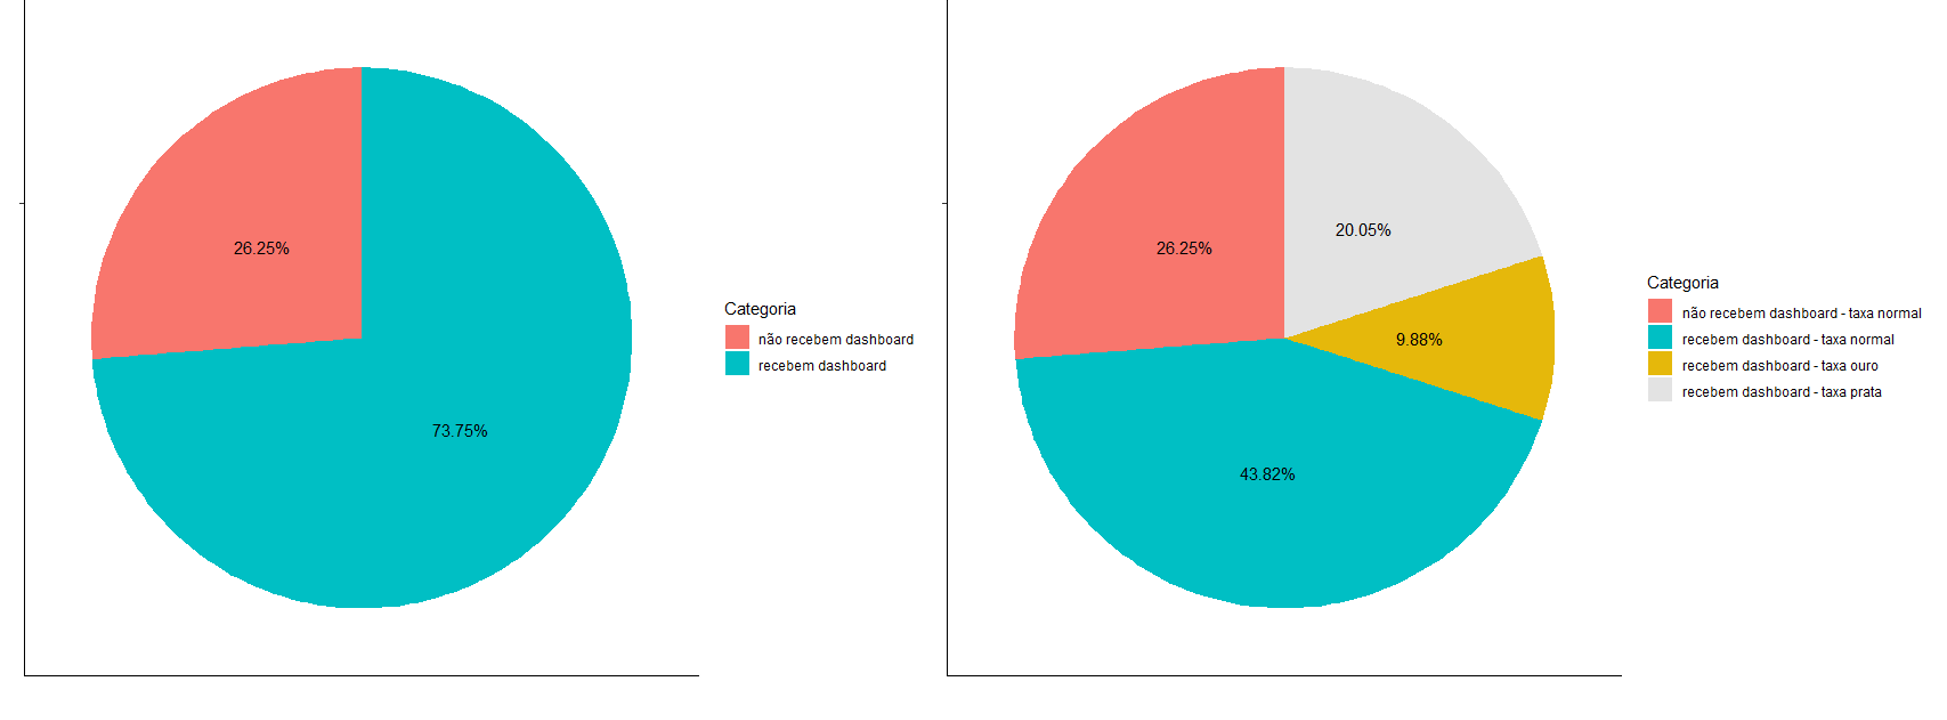 26.25%
73.75%
Categoria
não recebem dashboard
recebem dashboard
20.05%
26.25%
9.88%
43.82%
Categoria
não recebem dashboard - taxa normal
recebem dashboard - taxa normal
recebem dashboard - taxa ouro
recebem dashboard - taxa prata